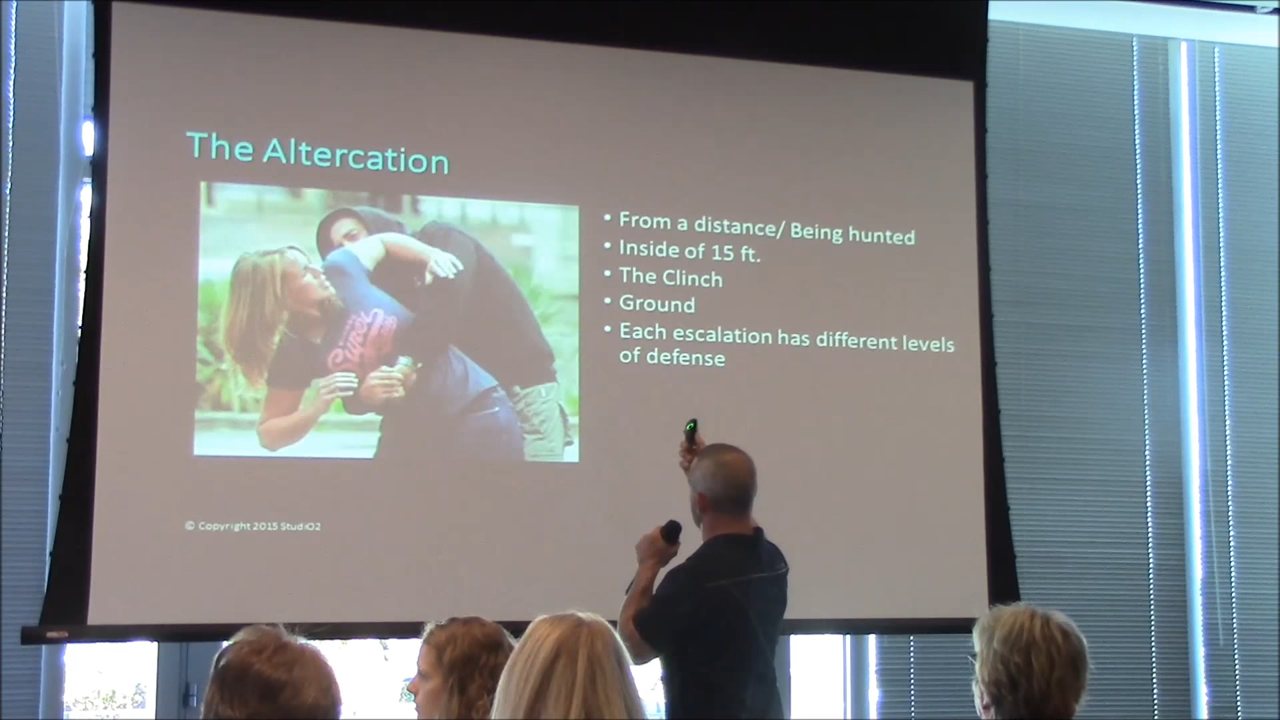 The Altercation
• From a distance/ Being hunted
• Inside of 15 ft.
• The Clinch
• Ground
• Each escalation has different levels
of defense
© Copyright 2015 StudiO2